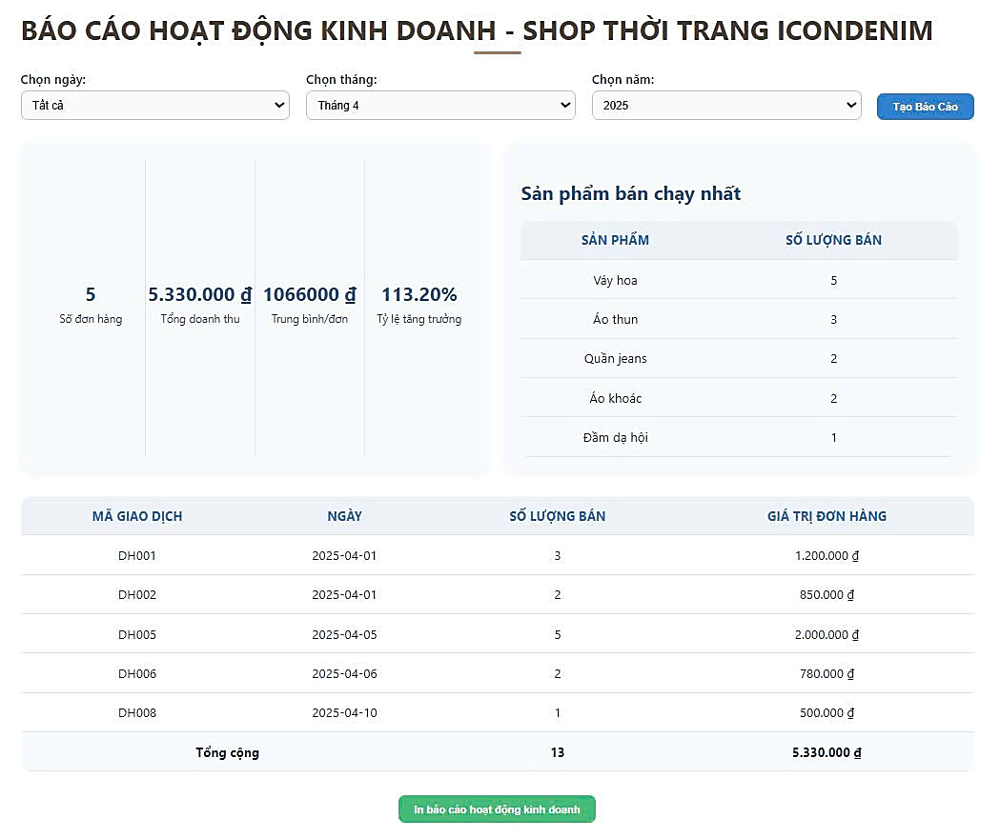 BÁO CÁO HOẠT ĐỘNG KINH DOANH - SHOP THỜI TRANG ICONDENIM
Chọn ngày: Chọn tháng: Chọn năm:
Tất cả Tháng 4 2025 Tạo Báo Cáo
Sản phẩm bán chạy nhất
SẢN PHẨM SỐ LƯỢNG BÁN
Váy hoa 5
Áo thun 3
Quần jeans 2
Áo khoác 2
Đầm dạ hội 1
5 5.330.000 ₫ 1066000 ₫ 113.20%
Số đơn hàng Tổng doanh thu Trung bình/đơn Tỷ lệ tăng trưởng
MÃ GIAO DỊCH NGÀY SỐ LƯỢNG BÁN GIÁ TRỊ ĐƠN HÀNG
DH001 2025-04-01 3 1.200.000 ₫
DH002 2025-04-01 2 850.000 ₫
DH005 2025-04-05 5 2.000.000 ₫
DH006 2025-04-06 2 780.000 ₫
DH008 2025-04-10 1 500.000 ₫
Tổng cộng 13 5.330.000 ₫
In báo cáo hoạt động kinh doanh